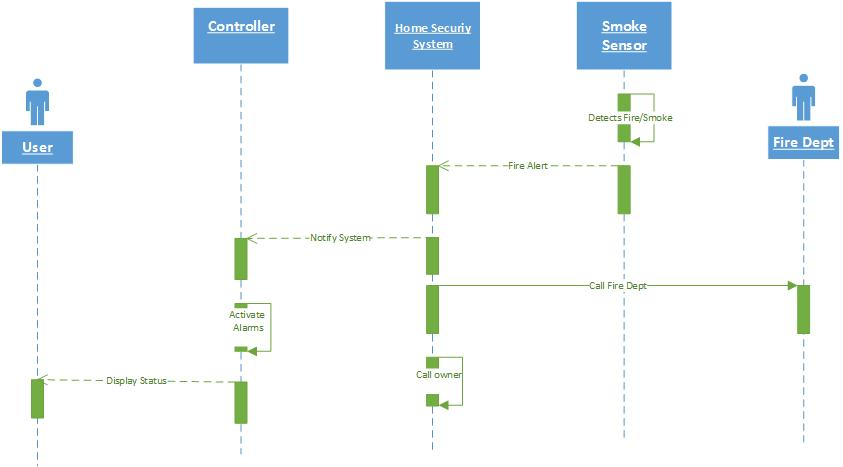 Controller
Home Securiy
System
Smoke
Sensor
User
Fire Dept
Detects Fire/Smoke
Fire Alert
Notify System
Call Fire Dept
Activate
Alarms
Call owner
Display Status